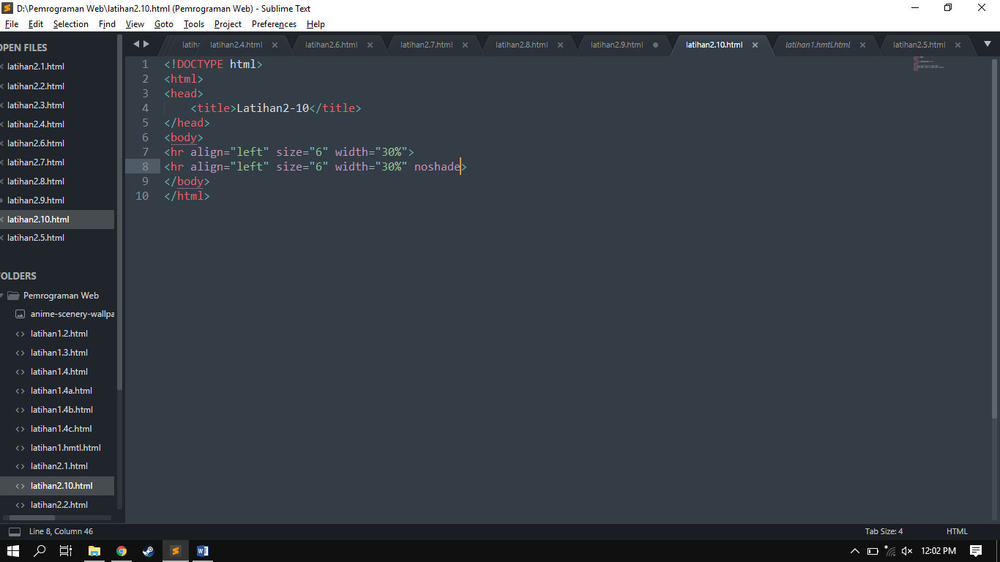 D:\Pemrograman Web\latihan2.10.html (Pemrograman Web) - Sublime Text
File Edit Selection Find View Goto Tools Project Preferences Help
OPEN FILES
latihan2.1.html
latihan2.2.html
latihan2.3.html
latihan2.4.html
latihan2.6.html
latihan2.7.html
latihan2.8.html
latihan2.9.html
latihan2.10.html
latihan2.5.html
FOLDERS
Pemrograman Web
anime-scenery-wallpa
latihan1.2.html
latihan1.3.html
latihan1.4.html
latihan1.4a.html
latihan1.4b.html
latihan1.4c.html
latihan1.hmtl.html
latihan2.1.html
latihan2.10.html
latihan2.2.html
latih latihan2.4.html latihan2.6.html latihan2.7.html latihan2.8.html latihan2.9.html latihan2.10.html latihan1.hmtl.html latihan2.5.html
1 <!DOCTYPE html>
2 <html>
3 <head>
4 <title>Latihan2-10</title>
5 </head>
6 <body>
7 <hr align="left" size="6" width="30%">
8 <hr align="left" size="6" width="30%" noshade>
9 </body>
10 </html>
Line 8, Column 46 Tab Size: 4 HTML
12:02 PM